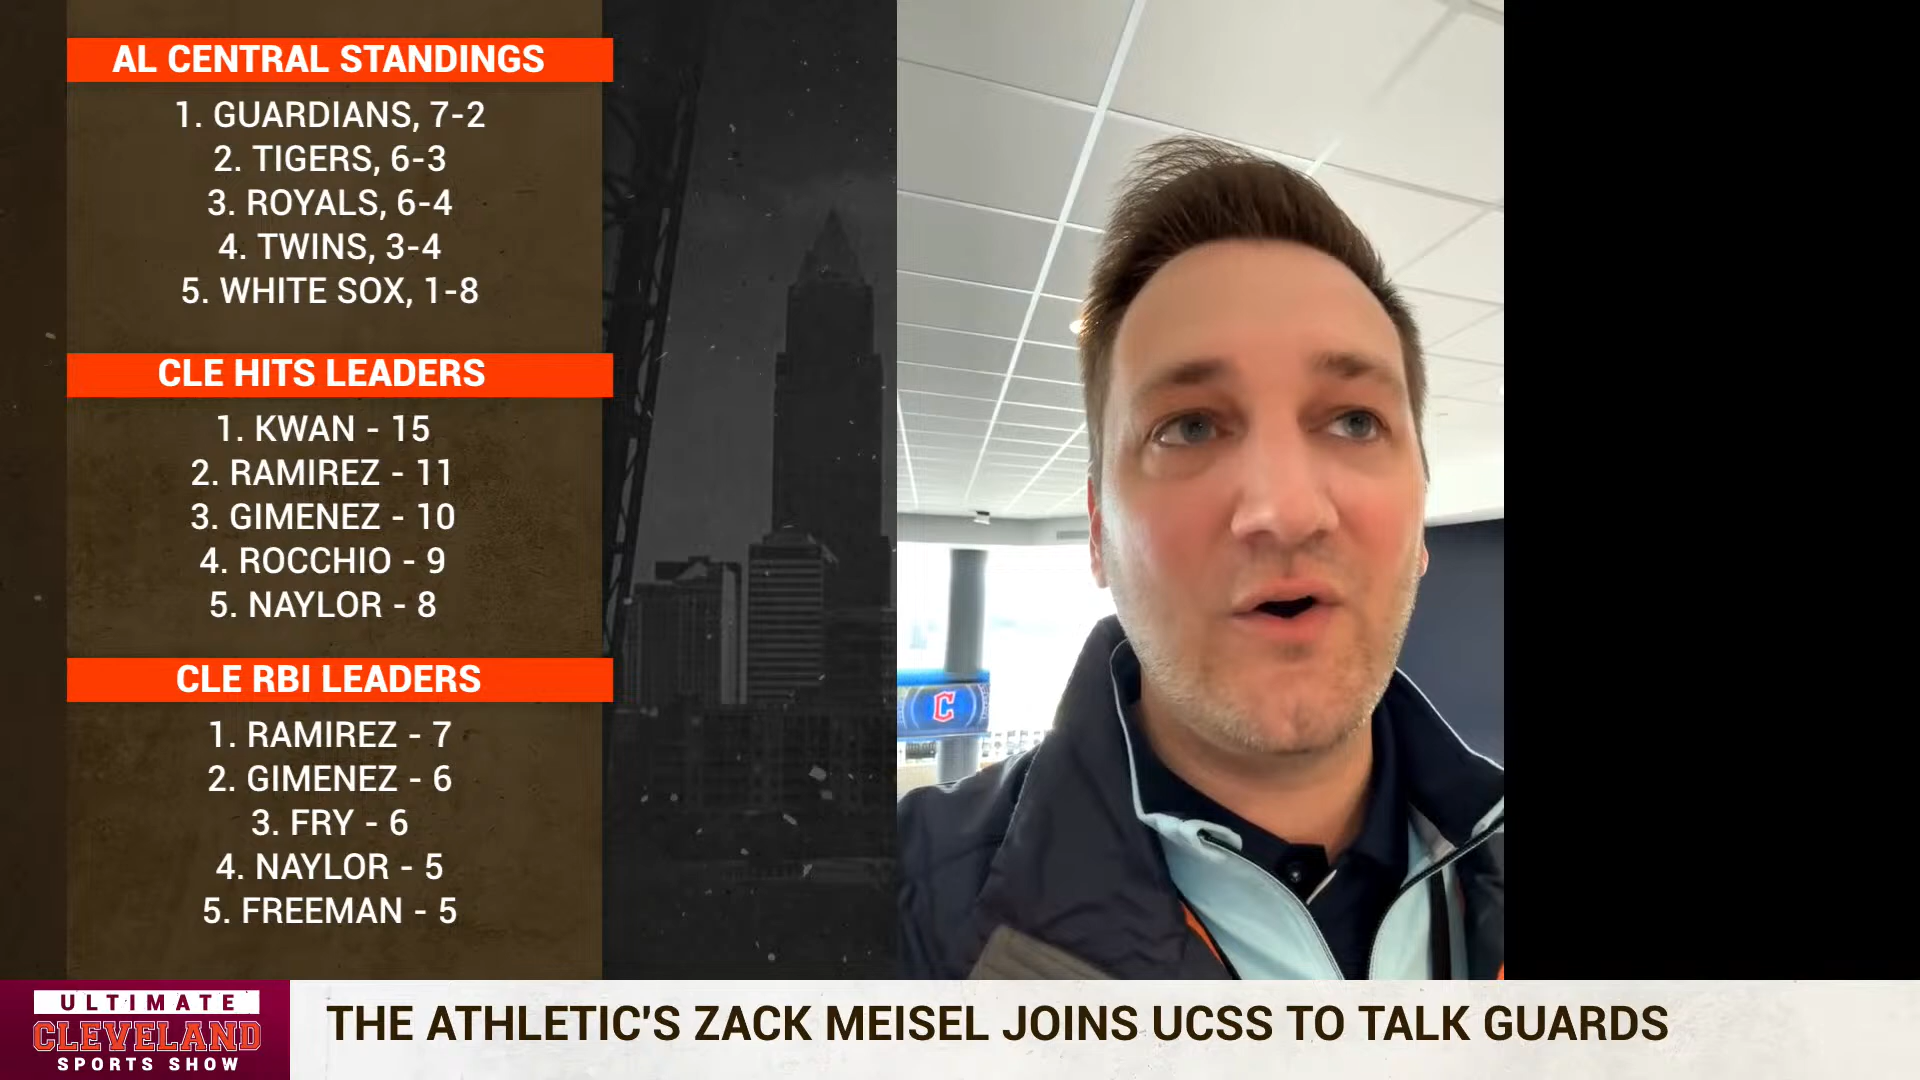 AL CENTRAL STANDINGS
1. GUARDIANS, 7-2
2. TIGERS, 6-3
3. ROYALS, 6-4
4. TWINS, 3-4
5. WHITE SOX, 1-8
CLE HITS LEADERS
1. KWAN - 15
2. RAMIREZ - 11
3. GIMENEZ - 10
4. ROCCHIO - 9
5. NAYLOR - 8
CLE RBI LEADERS
1. RAMIREZ - 7
2. GIMENEZ - 6
3. FRY - 6
4. NAYLOR - 5
5. FREEMAN - 5
C
ULTIMATE
CLEVELAND
SPORTS SHOW
THE ATHLETIC'S ZACK MEISEL JOINS UCSS TO TALK GUARDS